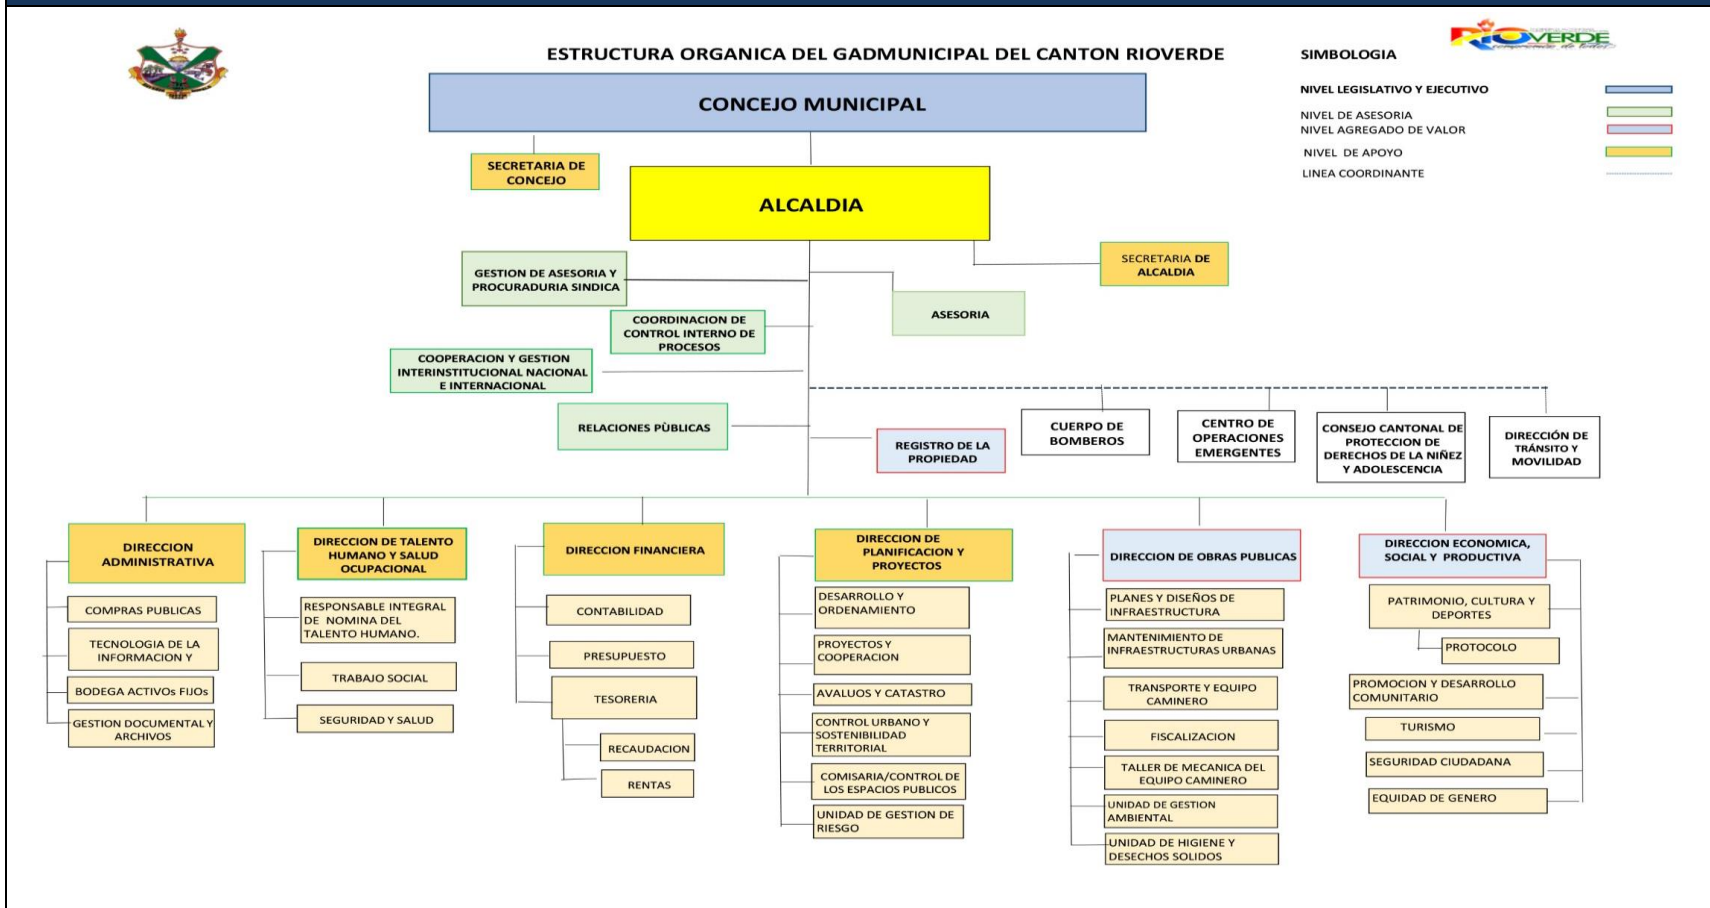 ESTRUCTURA ORGANICA DEL GADMUNICIPAL DEL CANTON RIOVERDE
RIOVERDE
SIMBOLOGIA
NIVEL LEGISLATIVO Y EJECUTIVO
NIVEL DE ASESORIA
NIVEL AGREGADO DE VALOR
NIVEL DE APOYO
LINEA COORDINANTE
CONCEJO MUNICIPAL
SECRETARIA DE
CONCEJO
ALCALDIA
SECRETARIA DE
ALCALDIA
GESTION DE ASESORIA Y
PROCURADURIA SINDICA
ASESORIA
COORDINACION DE
CONTROL INTERNO DE
PROCESOS
COOPERACION Y GESTION
INTERINSTITUCIONAL NACIONAL
E INTERNACIONAL
RELACIONES PÙBLICAS
REGISTRO DE LA
PROPIEDAD
CUERPO DE
BOMBEROS
CENTRO DE
OPERACIONES
EMERGENTES
CONSEJO CANTONAL DE
PROTECCION DE
DERECHOS DE LA NIÑEZ
Y ADOLESCENCIA
DIRECCIÓN DE
TRÁNSITO Y
MOVILIDAD
DIRECCION
ADMINISTRATIVA
COMPRAS PUBLICAS
TECNOLOGIA DE LA
INFORMACION Y
BODEGA ACTIVOs FIJOs
GESTION DOCUMENTAL Y
ARCHIVOS
DIRECCION DE TALENTO
HUMANO Y SALUD
OCUPACIONAL
RESPONSABLE INTEGRAL
DE NOMINA DEL
TALENTO HUMANO.
TRABAJO SOCIAL
SEGURIDAD Y SALUD
DIRECCION FINANCIERA
CONTABILIDAD
PRESUPUESTO
TESORERIA
RECAUDACION
RENTAS
DIRECCION DE
PLANIFICACION Y
PROYECTOS
DESARROLLO Y
ORDENAMIENTO
PROYECTOS Y
COOPERACION
AVALUOS Y CATASTRO
CONTROL URBANO Y
SOSTENIBILIDAD
TERRITORIAL
COMISARIA/CONTROL DE
LOS ESPACIOS PUBLICOS
UNIDAD DE GESTION DE
RIESGO
DIRECCION DE OBRAS PUBLICAS
PLANES Y DISEÑOS DE
INFRAESTRUCTURA
MANTENIMIENTO DE
INFRAESTRUCTURAS URBANAS
TRANSPORTE Y EQUIPO
CAMINERO
FISCALIZACION
TALLER DE MECANICA DEL
EQUIPO CAMINERO
UNIDAD DE GESTION
AMBIENTAL
UNIDAD DE HIGIENE Y
DESECHOS SOLIDOS
DIRECCION ECONOMICA,
SOCIAL Y PRODUCTIVA
PATRIMONIO, CULTURA Y
DEPORTES
PROTOCOLO
PROMOCION Y DESARROLLO
COMUNITARIO
TURISMO
SEGURIDAD CIUDADANA
EQUIDAD DE GENERO